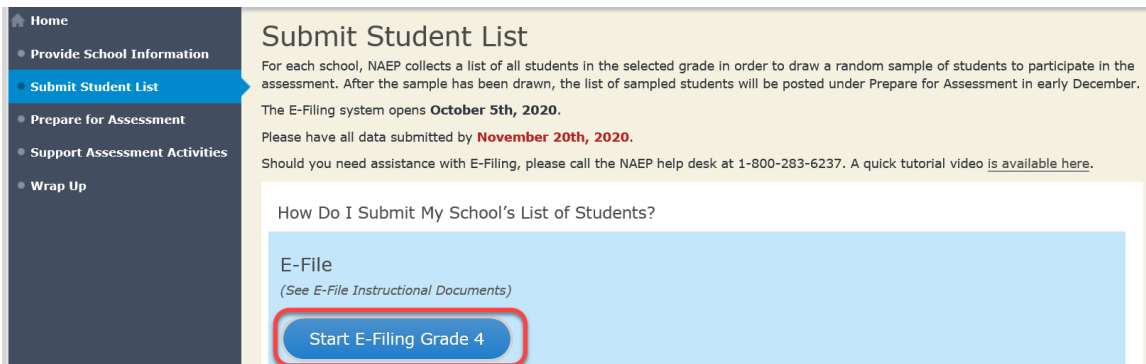 Home
Provide School Information
Submit Student List
Prepare for Assessment
Support Assessment Activities
Wrap Up
Submit Student List
For each school, NAEP collects a list of all students in the selected grade in order to draw a random sample of students to participate in the
assessment. After the sample has been drawn, the list of sampled students will be posted under Prepare for Assessment in early December.
The E-Filing system opens October 5th, 2020.
Please have all data submitted by November 20th, 2020.
Should you need assistance with E-Filing, please call the NAEP help desk at 1-800-283-6237. A quick tutorial video is available here.
How Do I Submit My School's List of Students?
E-File
(See E-File Instructional Documents)
Start E-Filing Grade 4